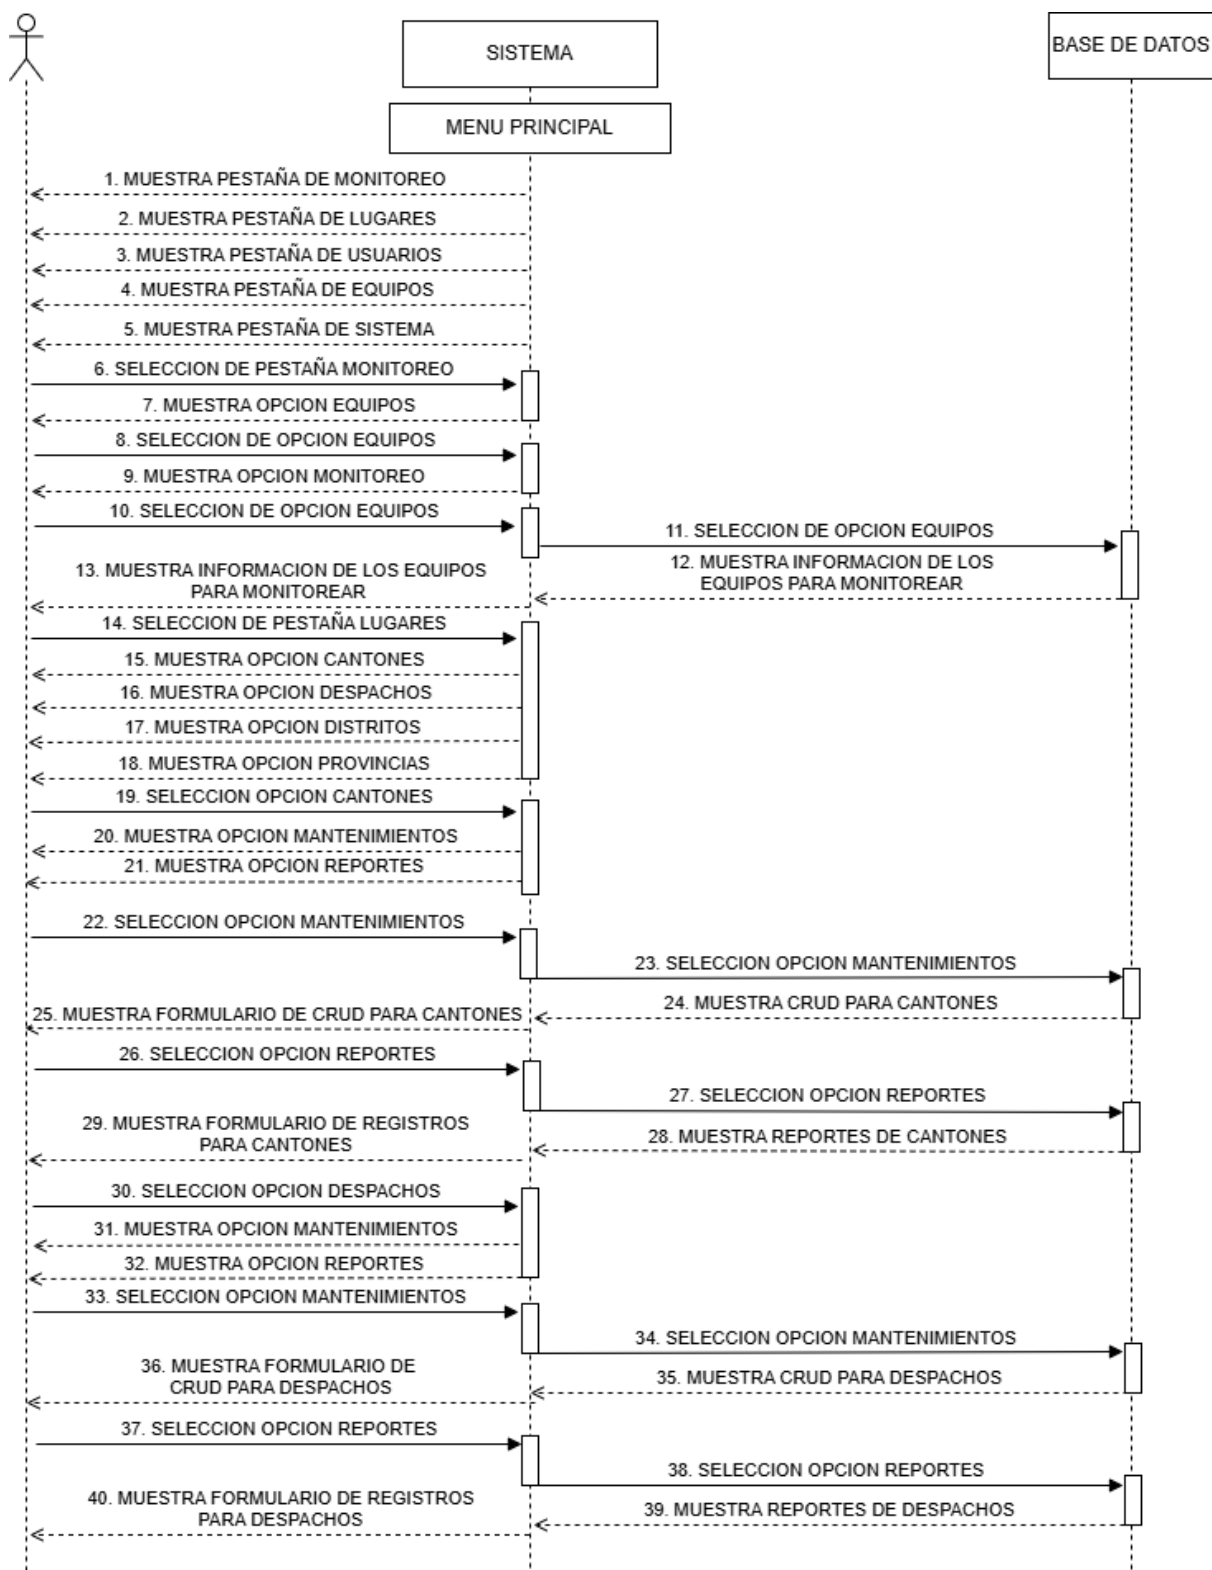 SISTEMA
BASE DE DATOS
MENU PRINCIPAL
1. MUESTRA PESTAÑA DE MONITOREO
2. MUESTRA PESTAÑA DE LUGARES
3. MUESTRA PESTAÑA DE USUARIOS
4. MUESTRA PESTAÑA DE EQUIPOS
5. MUESTRA PESTAÑA DE SISTEMA
6. SELECCION DE PESTAÑA MONITOREO
7. MUESTRA OPCION EQUIPOS
8. SELECCION DE OPCION EQUIPOS
9. MUESTRA OPCION MONITOREO
10. SELECCION DE OPCION EQUIPOS
11. SELECCION DE OPCION EQUIPOS
12. MUESTRA INFORMACION DE LOS
EQUIPOS PARA MONITOREAR
13. MUESTRA INFORMACION DE LOS EQUIPOS
PARA MONITOREAR
14. SELECCION DE PESTAÑA LUGARES
15. MUESTRA OPCION CANTONES
16. MUESTRA OPCION DESPACHOS
17. MUESTRA OPCION DISTRITOS
18. MUESTRA OPCION PROVINCIAS
19. SELECCION OPCION CANTONES
20. MUESTRA OPCION MANTENIMIENTOS
21. MUESTRA OPCION REPORTES
22. SELECCION OPCION MANTENIMIENTOS
23. SELECCION OPCION MANTENIMIENTOS
24. MUESTRA CRUD PARA CANTONES
25. MUESTRA FORMULARIO DE CRUD PARA CANTONES
26. SELECCION OPCION REPORTES
27. SELECCION OPCION REPORTES
28. MUESTRA REPORTES DE CANTONES
29. MUESTRA FORMULARIO DE REGISTROS
PARA CANTONES
30. SELECCION OPCION DESPACHOS
31. MUESTRA OPCION MANTENIMIENTOS
32. MUESTRA OPCION REPORTES
33. SELECCION OPCION MANTENIMIENTOS
34. SELECCION OPCION MANTENIMIENTOS
35. MUESTRA CRUD PARA DESPACHOS
36. MUESTRA FORMULARIO DE
CRUD PARA DESPACHOS
37. SELECCION OPCION REPORTES
38. SELECCION OPCION REPORTES
39. MUESTRA REPORTES DE DESPACHOS
40. MUESTRA FORMULARIO DE REGISTROS
PARA DESPACHOS